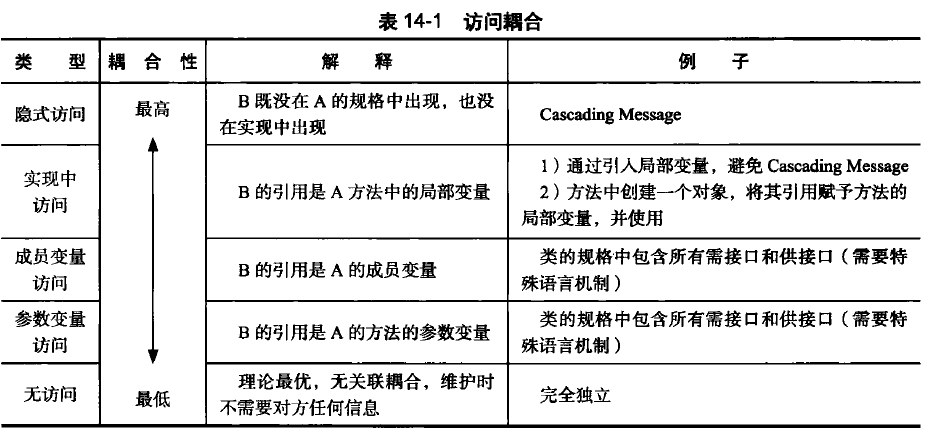 表 14-1 访问耦合
类 型 耦 合 性 解 释 例 子
隐式访问 最高 B 既没在 A 的规格中出现，也没
在实现中出现
Cascading Message
实现中
访问
B 的引用是 A 方法中的局部变量
1）通过引入局部变量，避免 Cascading Message
2）方法中创建一个对象，将其引用赋予方法的
局部变量，并使用
成员变量
访问
B 的引用是 A 的成员变量
类的规格中包含所有需接口和供接口（需要特
殊语言机制）
参数变量
访问
B 的引用是 A 的方法的参数变量
类的规格中包含所有需接口和供接口（需要特
殊语言机制）
无访问 最低
理论最优，无关联耦合，维护时
不需要对方任何信息
完全独立